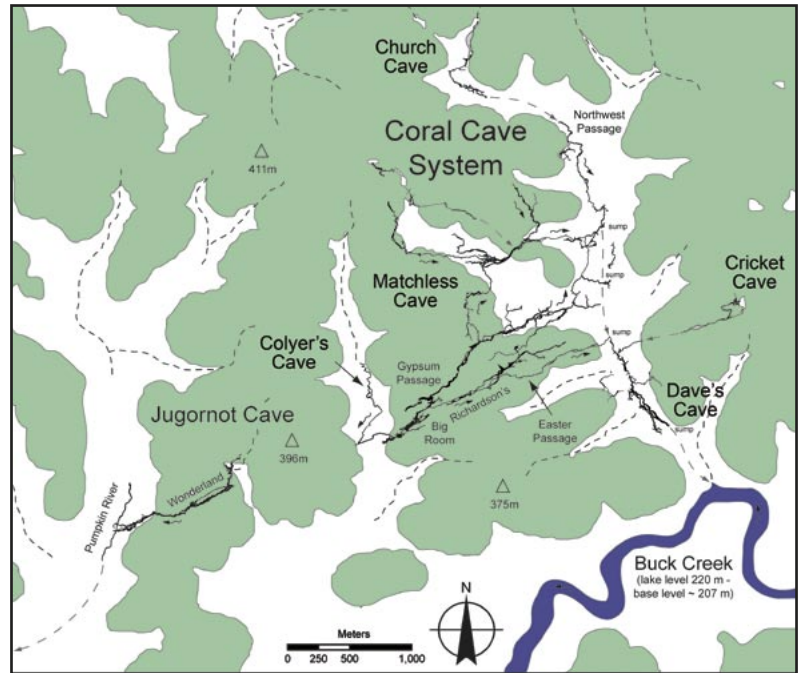 Church
Cave
Northwest
Passage
Coral Cave
System
411m
sump
sump
Cricket
Cave
Matchless
Cave
sump
Colyer's
Cave
Gypsum
Passage
Richardson's
Dave's
Cave
Jugornot Cave
Big
Room
Easter
Passage
sump
396m
Wonderland
375m
Pumpkin River
Buck Creek
(lake level 220 m -
base level ~ 207 m)
N
Meters
0 250 500 1,000